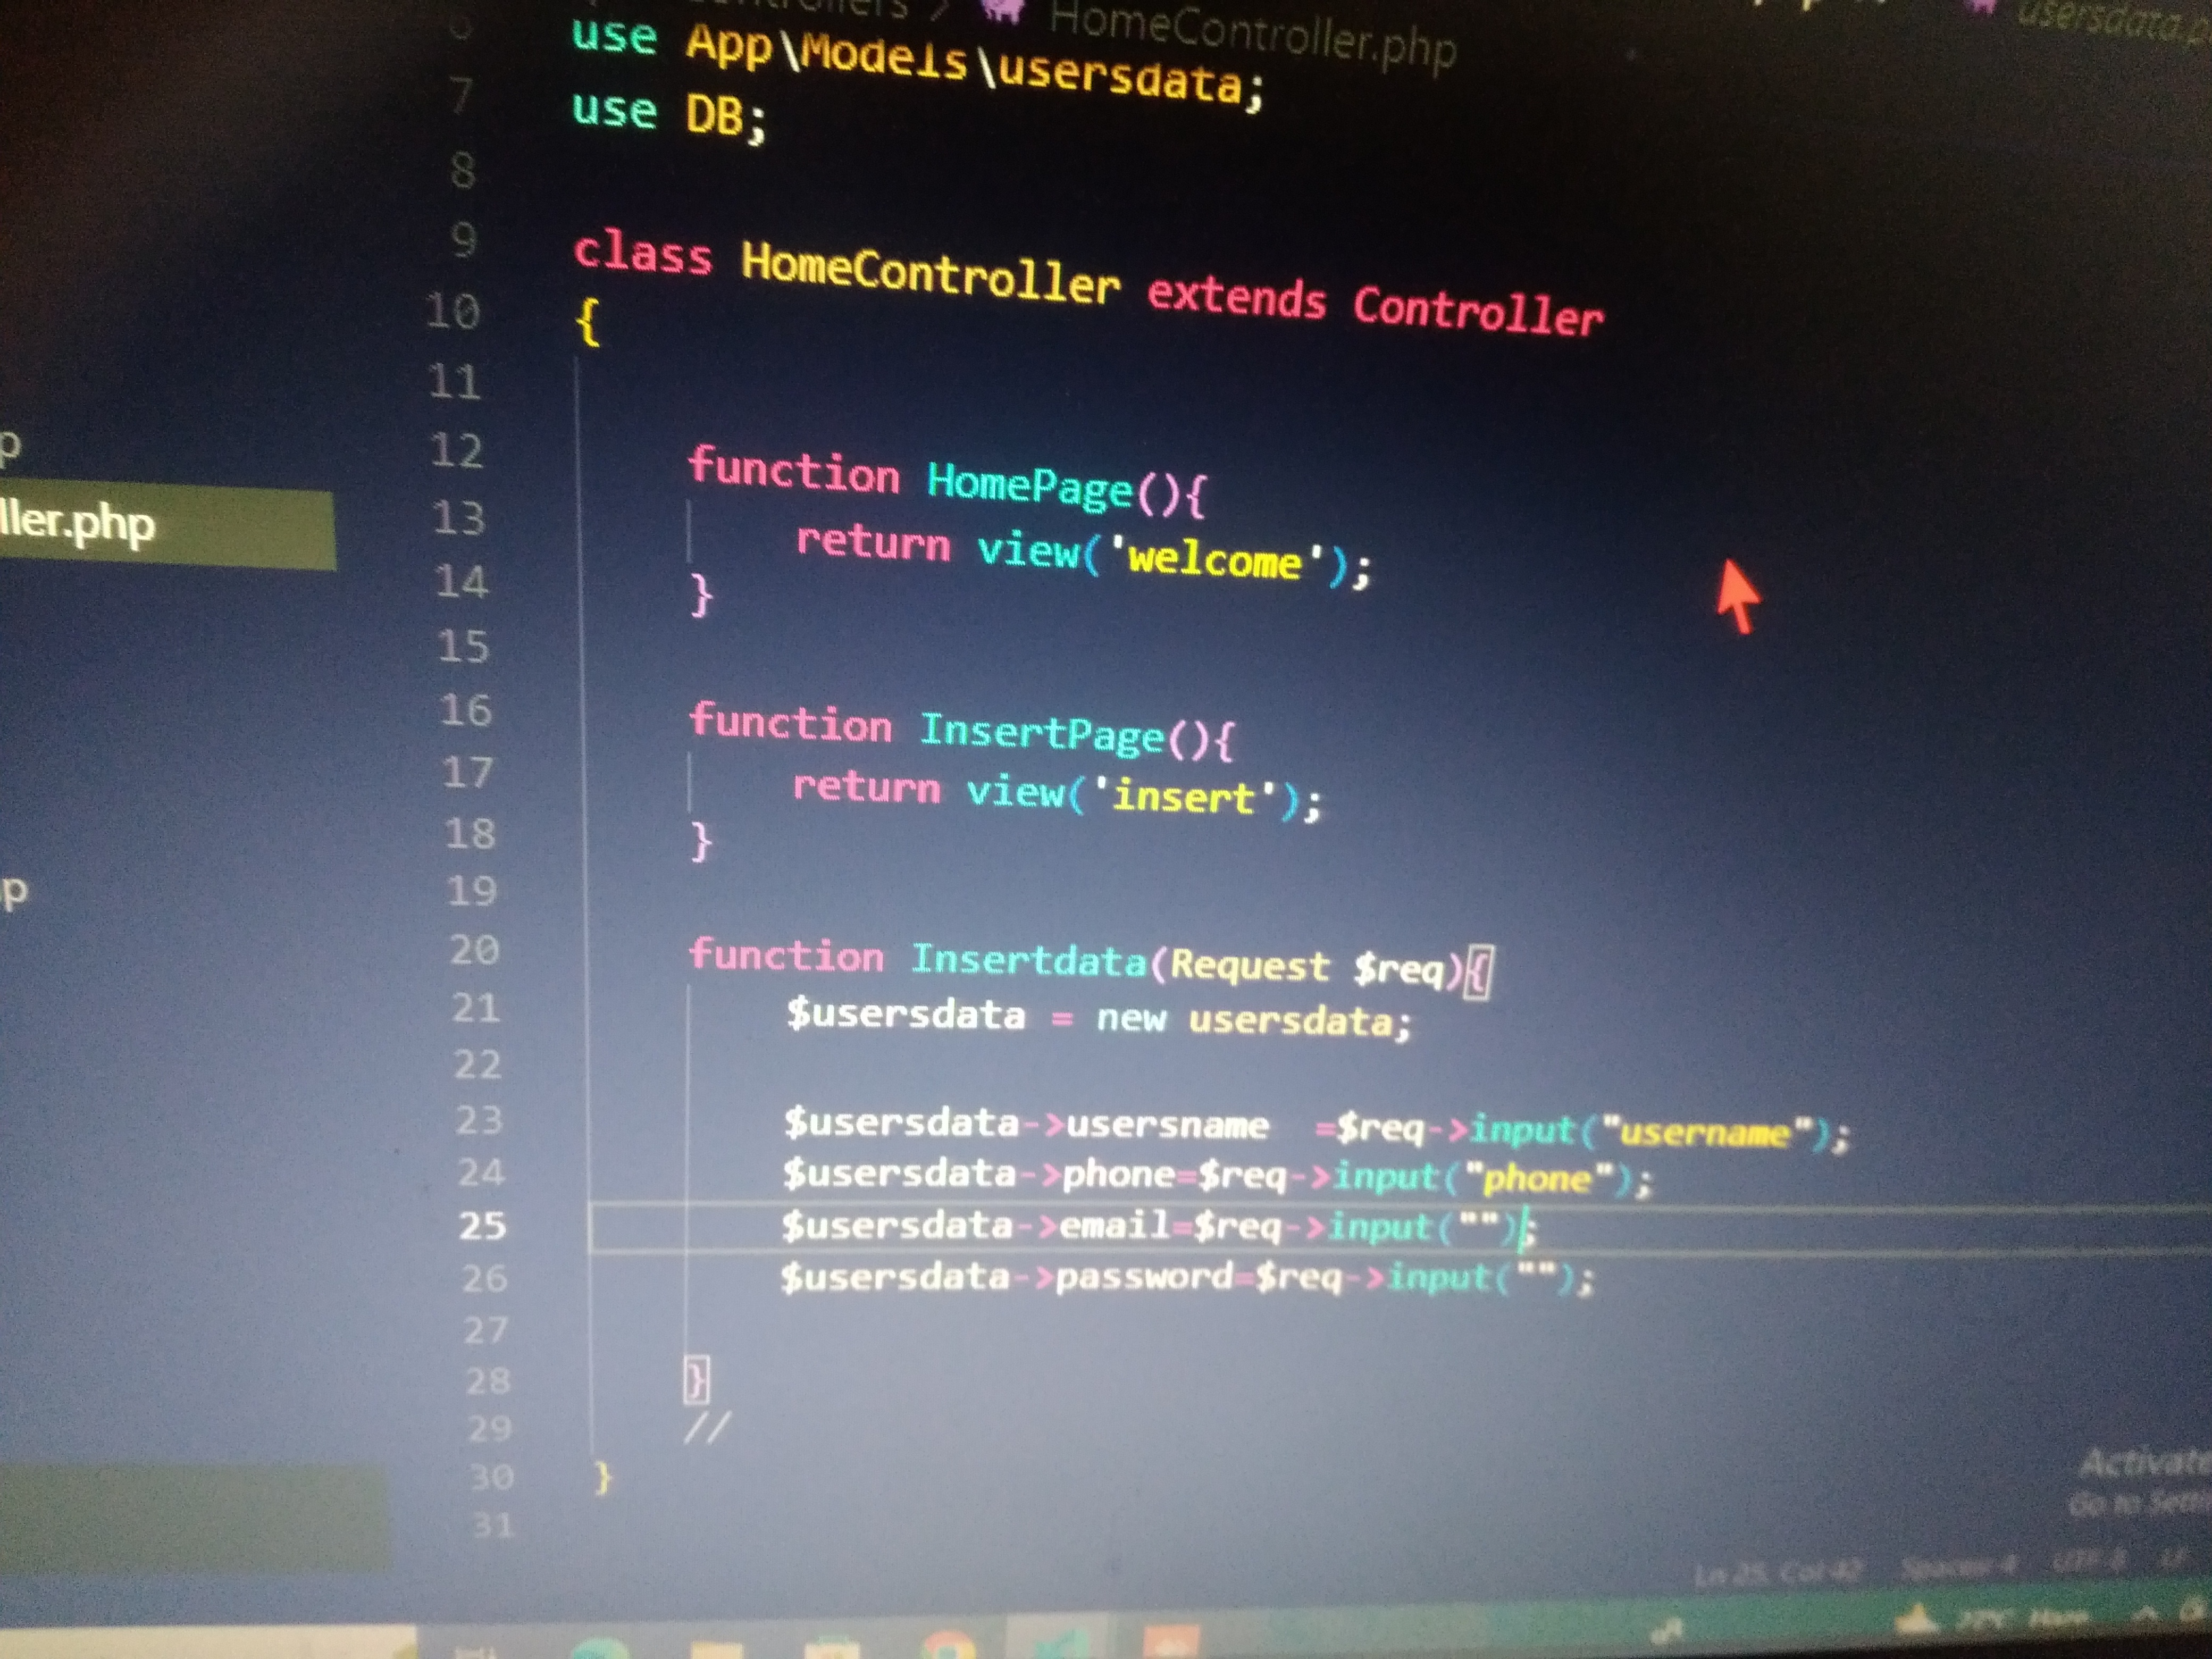 HomeController.php
usersdata.p
6 use App\Models\usersdata;
7 use DB;
8
9 class HomeController extends Controller
10 {
11
12 function HomePage(){
13 return view('welcome');
14 }
15
16 function InsertPage(){
17 return view('insert');
18 }
19
20 function Insertdata(Request $req){
21 $usersdata = new usersdata;
22
23 $usersdata->usersname  =$req->input("username");
24 $usersdata->phone=$req->input("phone");
25 $usersdata->email=$req->input("");
26 $usersdata->password=$req->input("");
27
28 }
29 //
30 }
31
p
ller.php
p
Activate
Go to Setti
Ln 25, Col 42 Spaces: 4 UTF-8 LF
22°C Haze